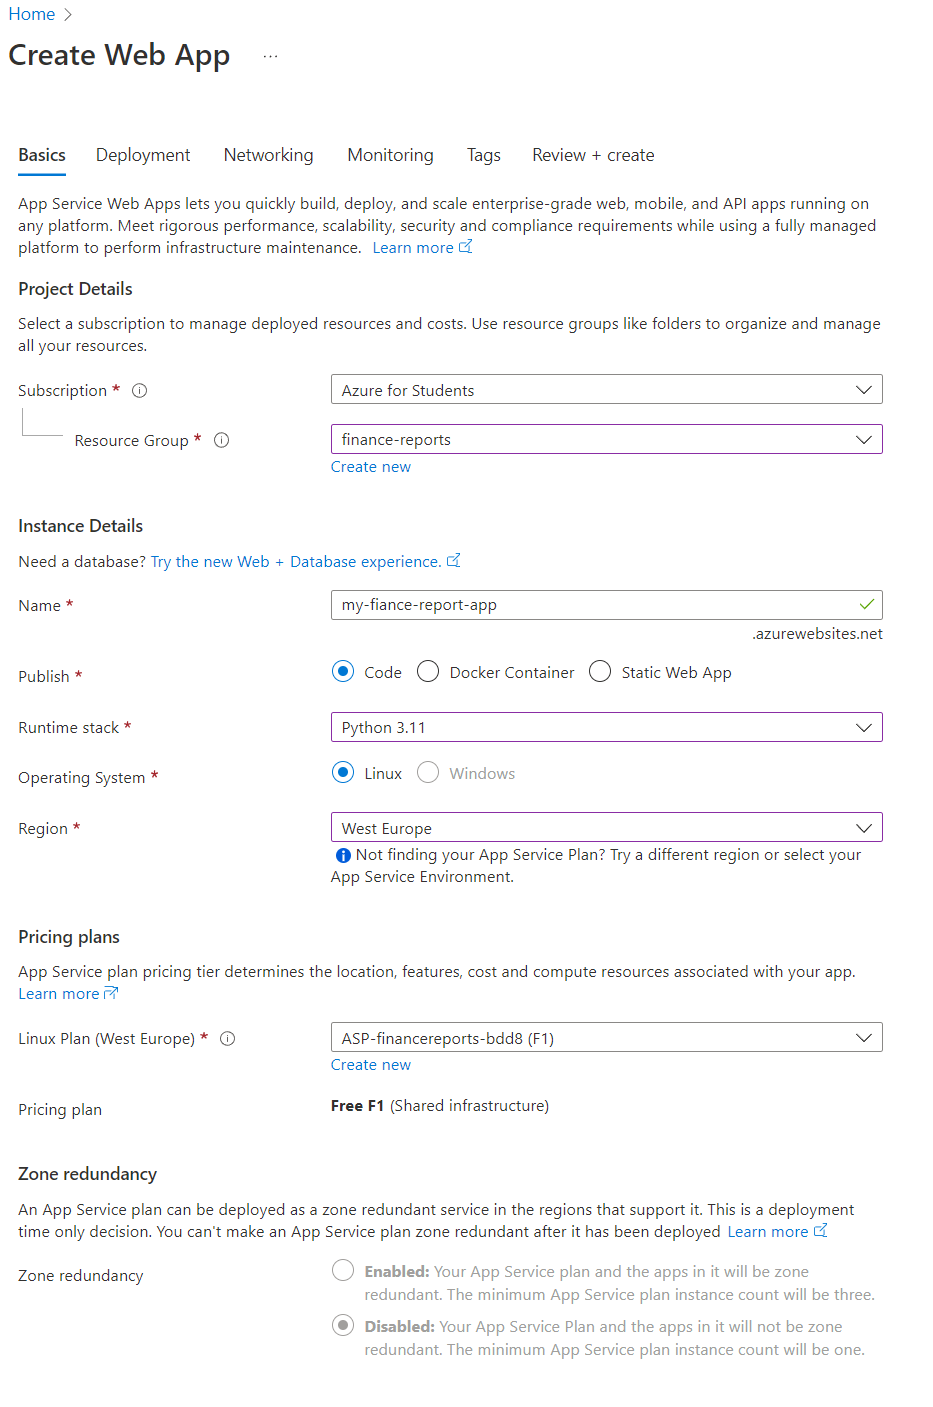 Home
Create Web App ...
Basics Deployment Networking Monitoring Tags Review + create
App Service Web Apps lets you quickly build, deploy, and scale enterprise-grade web, mobile, and API apps running on
any platform. Meet rigorous performance, scalability, security and compliance requirements while using a fully managed
platform to perform infrastructure maintenance. Learn more
Project Details
Select a subscription to manage deployed resources and costs. Use resource groups like folders to organize and manage
all your resources.
Subscription * Azure for Students
Resource Group * finance-reports
Create new
Instance Details
Need a database? Try the new Web + Database experience.
Name * my-fiance-report-app
.azurewebsites.net
Publish * Code Docker Container Static Web App
Runtime stack * Python 3.11
Operating System * Linux Windows
Region * West Europe
Not finding your App Service Plan? Try a different region or select your
App Service Environment.
Pricing plans
App Service plan pricing tier determines the location, features, cost and compute resources associated with your app.
Learn more
Linux Plan (West Europe) * ASP-financereports-bdd8 (F1)
Create new
Pricing plan Free F1 (Shared infrastructure)
Zone redundancy
An App Service plan can be deployed as a zone redundant service in the regions that support it. This is a deployment
time only decision. You can't make an App Service plan zone redundant after it has been deployed Learn more
Zone redundancy Enabled: Your App Service plan and the apps in it will be zone
redundant. The minimum App Service plan instance count will be three.
Disabled: Your App Service Plan and the apps in it will not be zone
redundant. The minimum App Service plan instance count will be one.